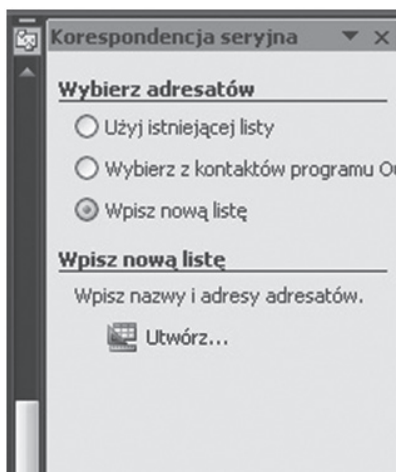 Korespondencja seryjna
Wybierz adresatów
Użyj istniejącej listy
Wybierz z kontaktów programu Ou
Wpisz nową listę
Wpisz nową listę
Wpisz nazwy i adresy adresatów.
Utwórz...